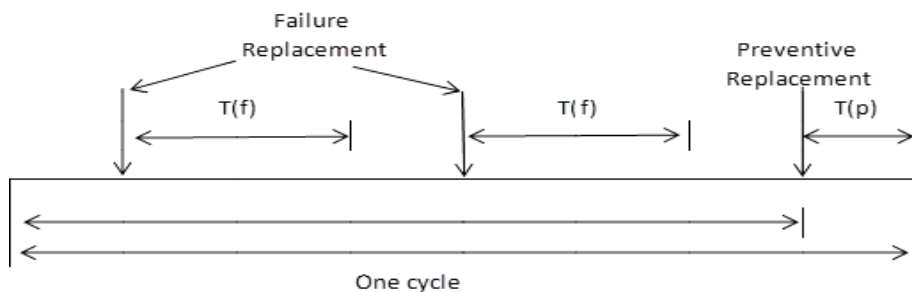 Failure
Replacement
Preventive
Replacement
T(f)
T(f)
T(p)
One cycle